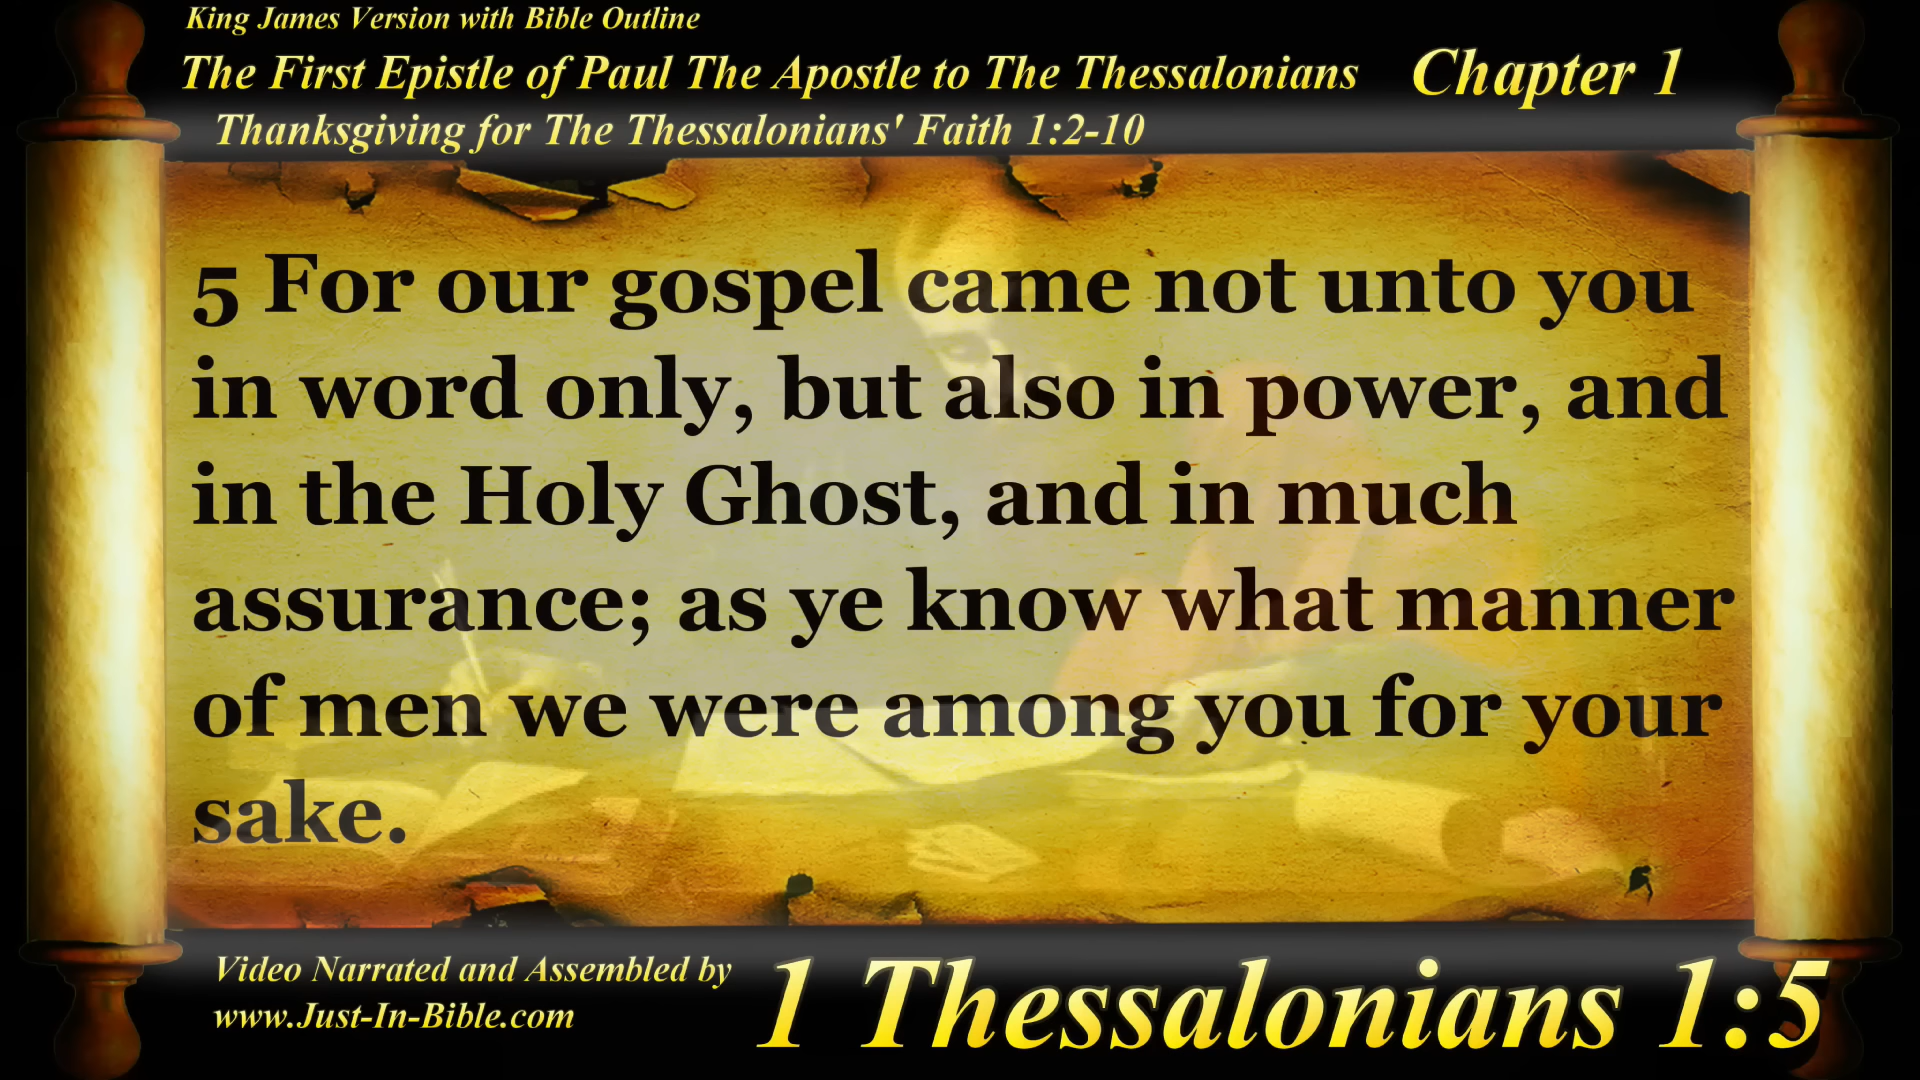 King James Version with Bible Outline
The First Epistle of Paul The Apostle to The Thessalonians Chapter 1
Thanksgiving for The Thessalonians' Faith 1:2-10
5 For our gospel came not unto you
in word only, but also in power, and
in the Holy Ghost, and in much
assurance; as ye know what manner
of men we were among you for your
sake.
Video Narrated and Assembled by
www.Just-In-Bible.com
1 Thessalonians 1:5